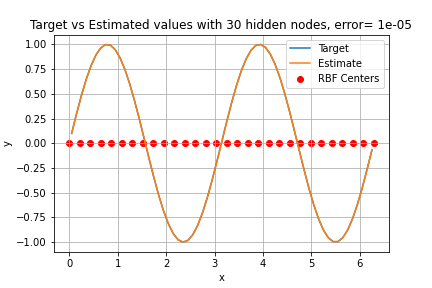 Target vs Estimated values with 30 hidden nodes, error= 1e-05
Target
Estimate
RBF Centers
1.00
0.75
0.50
0.25
0.00
−0.25
−0.50
−0.75
−1.00
y
0 1 2 3 4 5 6
x